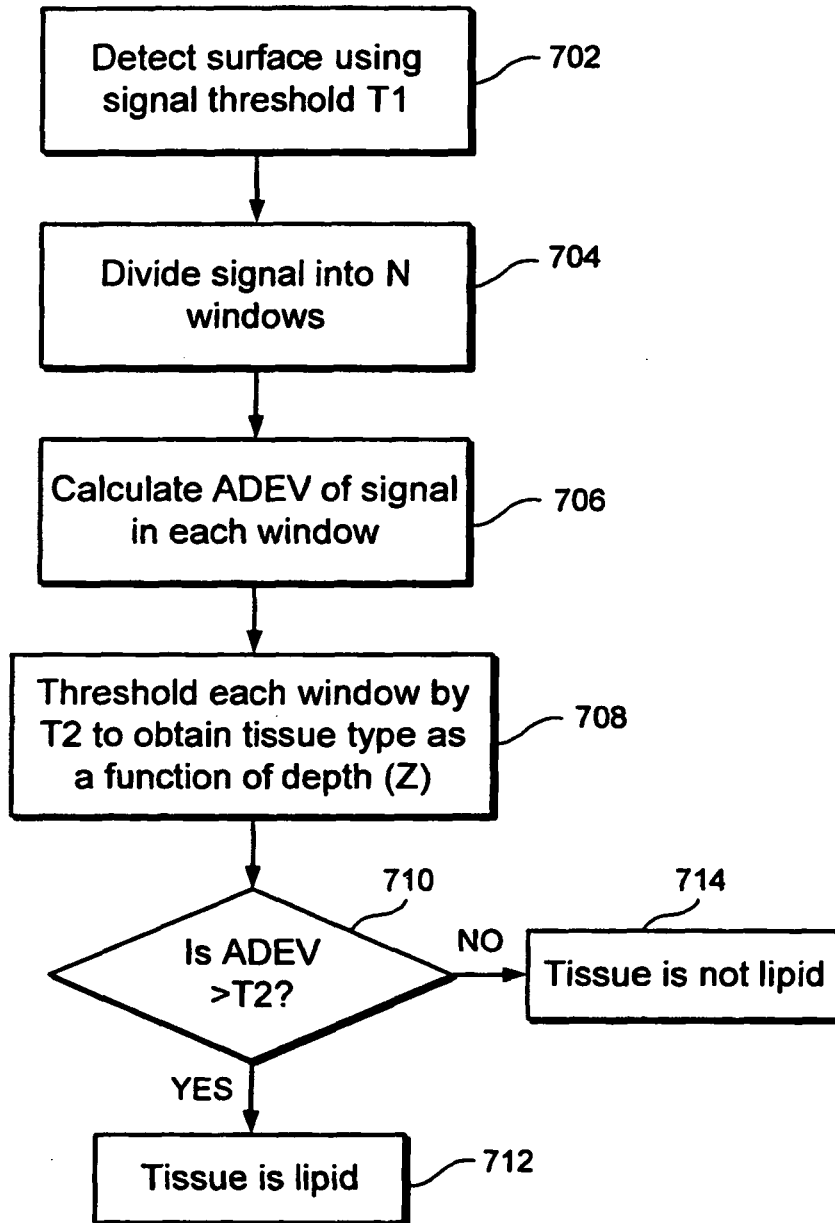 Detect surface using
signal threshold T1
702
Divide signal into N
windows
704
Calculate ADEV of signal
in each window
706
Threshold each window by
T2 to obtain tissue type as
a function of depth (Z)
708
710
Is ADEV
>T2?
NO
714
Tissue is not lipid
YES
Tissue is lipid
712